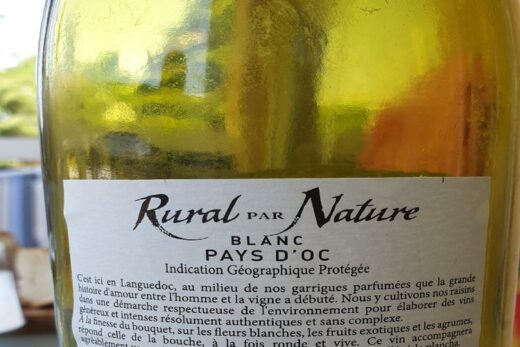 Rural PAR Nature
BLANC
PAYS D'OC
Indication Géographique Protégée
C'est ici en Languedoc, au milieu de nos garrigues parfumées que la grande
histoire d'amour entre l'homme et la vigne a débuté. Nous y cultivons nos raisins
dans une démarche respectueuse de l'environnement pour élaborer des vins
généreux et intenses résolument authentiques et sans complexe.
A la finesse du bouquet, sur les fleurs blanches, les fruits exotiques et les agrumes,
répond celle de la bouche, à la fois ronde et vive. Ce vin accompagnera
agréablement plancha.